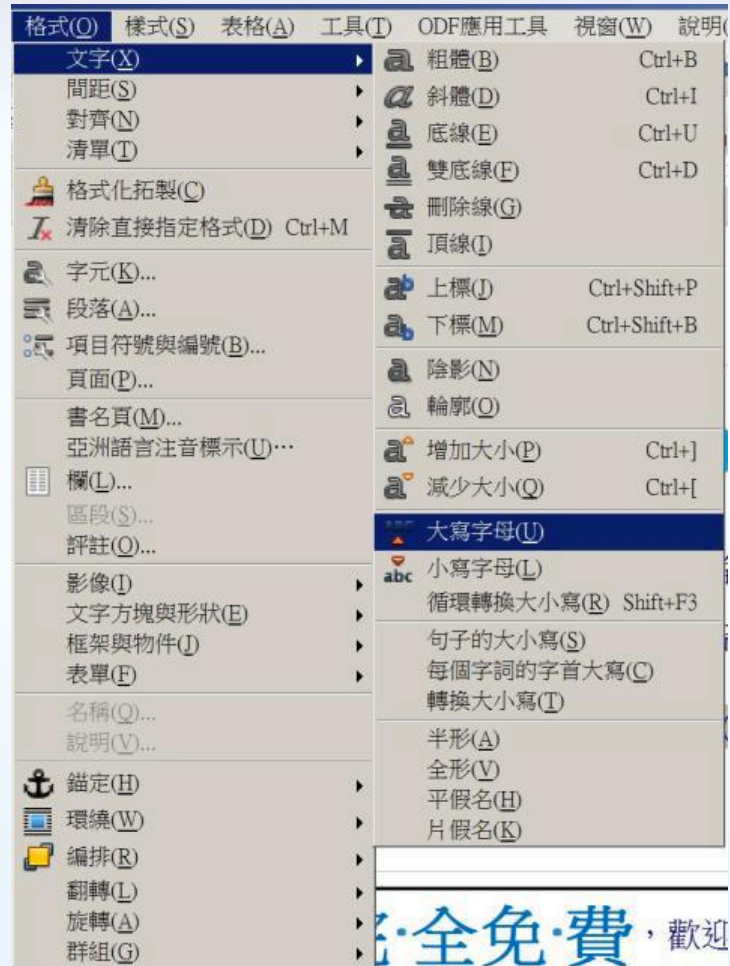 格式(O) 樣式(S) 表格(A) 工具(T) ODF應用工具 視窗(W) 說明(
文字(X)
間距(S)
對齊(N)
清單(T)
格式化拓製(C)
清除直接指定格式(D) Ctrl+M
字元(K)...
段落(A)...
項目符號與編號(B)...
頁面(P)...
書名頁(M)...
亞洲語言注音標示(U)⋯
欄(L)...
區段(S)...
評註(O)...
影像(I)
文字方塊與形狀(E)
框架與物件(J)
表單(F)
名稱(Q)...
說明(V)...
錨定(H)
環繞(W)
編排(R)
翻轉(L)
旋轉(A)
群組(G)
粗體(B) Ctrl+B
斜體(D) Ctrl+I
底線(E) Ctrl+U
雙底線(F) Ctrl+D
刪除線(G)
頂線(I)
上標(J) Ctrl+Shift+P
下標(M) Ctrl+Shift+B
陰影(N)
輪廓(O)
增加大小(P) Ctrl+]
減少大小(Q) Ctrl+[
大寫字母(U)
abc 小寫字母(L)
循環轉換大小寫(R) Shift+F3
句子的大小寫(S)
每個字詞的字首大寫(C)
轉換大小寫(T)
半形(A)
全形(V)
平假名(H)
片假名(K)
·全免·費，歡迎